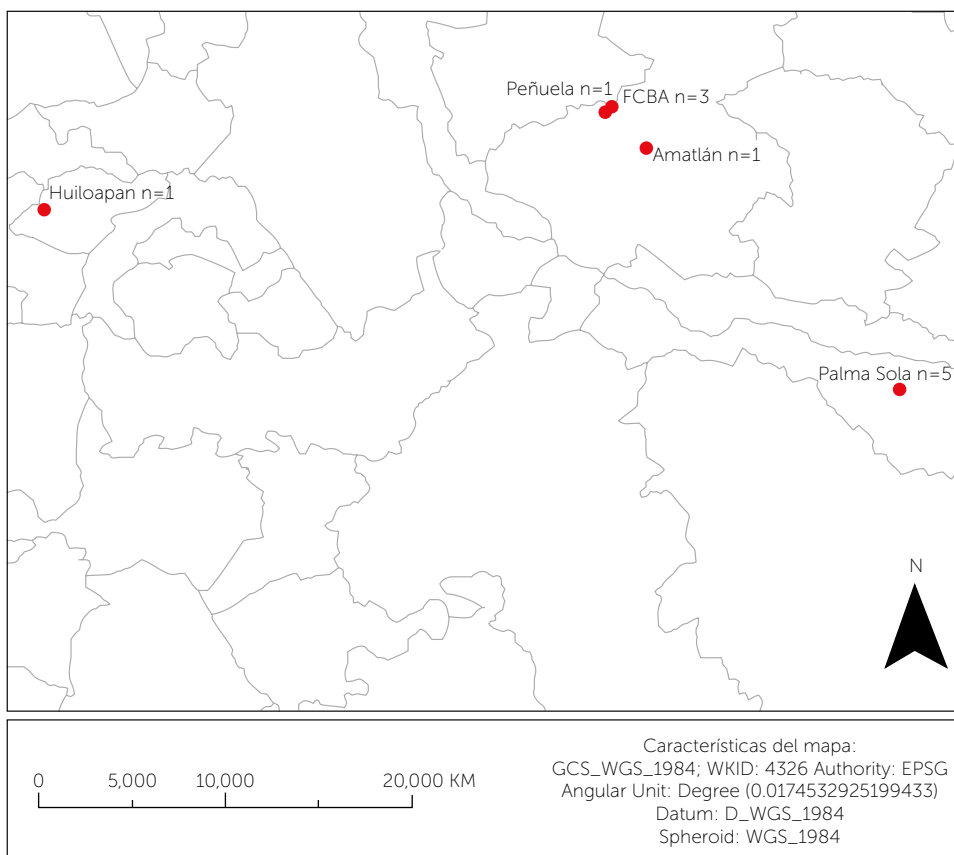 Peñuela n=1
FCBA n=3
Amatlán n=1
Huiloapan n=1
Palma Sola n=5
N
0 5,000 10,000 20,000 KM
Características del mapa:
GCS_WGS_1984; WKID: 4326 Authority: EPSG
Angular Unit: Degree (0.0174532925199433)
Datum: D_WGS_1984
Spheroid: WGS_1984